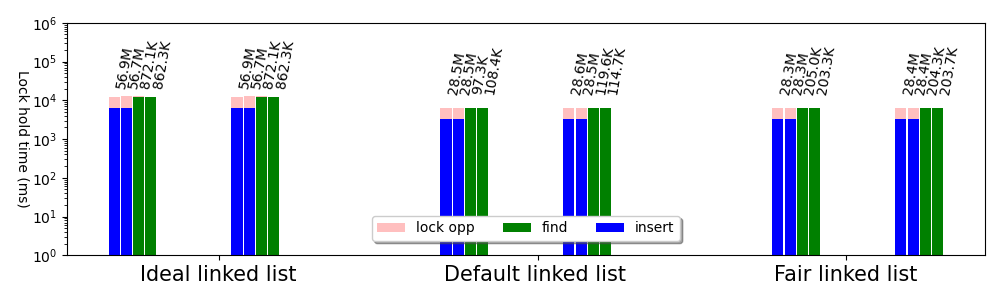 Lock hold time (ms)
10^6
10^5
10^4
10^3
10^2
10^1
10^0
56.9M
56.7M
872.1K
862.3K
56.9M
56.7M
872.1K
862.3K
28.5M
28.5M
97.3K
108.4K
28.6M
28.5M
119.6K
114.7K
28.3M
28.3M
205.0K
203.3K
28.4M
28.4M
204.3K
203.7K
lock opp find insert
Ideal linked list Default linked list Fair linked list